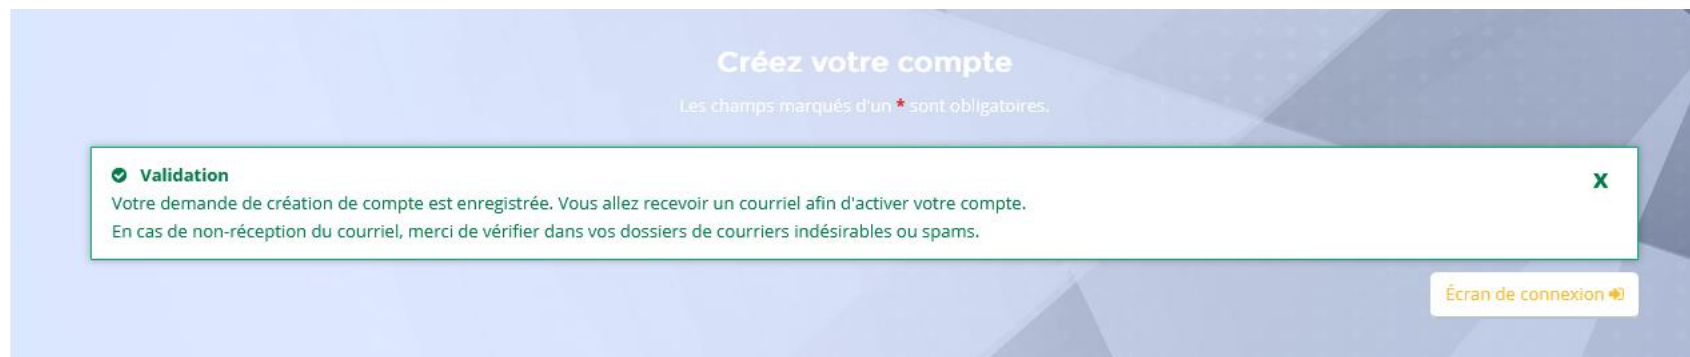 Créez votre compte
Les champs marqués d'un * sont obligatoires.
Validation
X
Votre demande de création de compte est enregistrée. Vous allez recevoir un courriel afin d'activer votre compte.
En cas de non-réception du courriel, merci de vérifier dans vos dossiers de courriers indésirables ou spams.
Écran de connexion